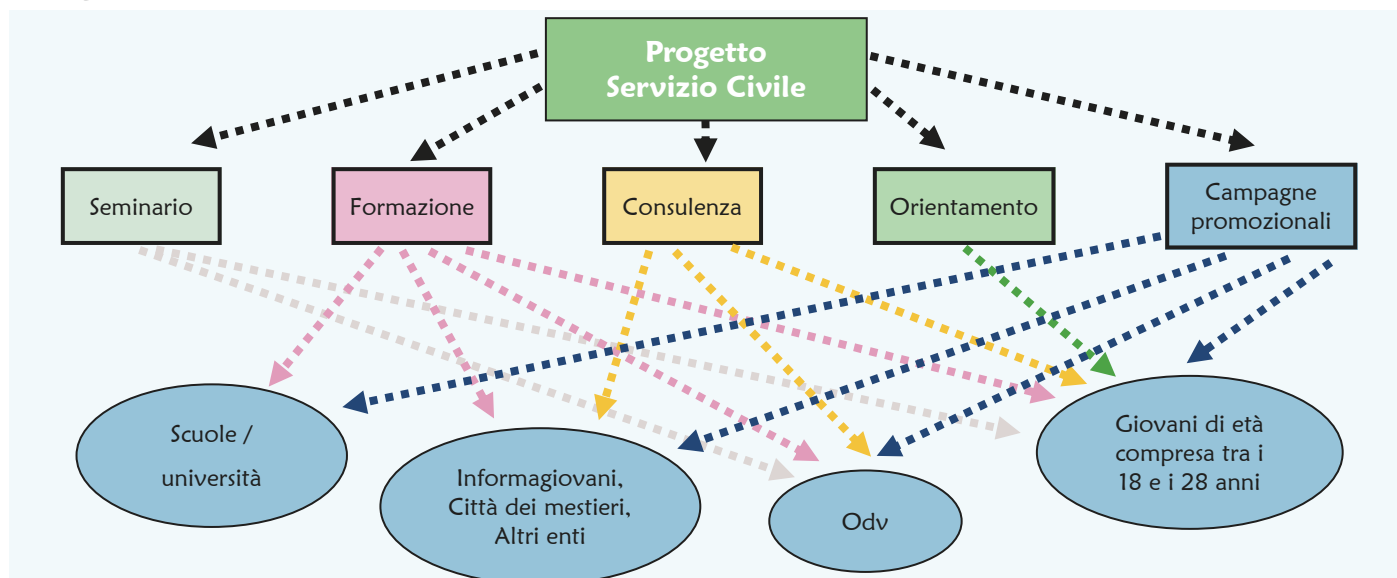 Progetto
Servizio Civile
Seminario
Formazione
Consulenza
Orientamento
Campagne
promozionali
Scuole /
università
Informagiovani,
Città dei mestieri,
Altri enti
Odv
Giovani di età
compresa tra i
18 e i 28 anni